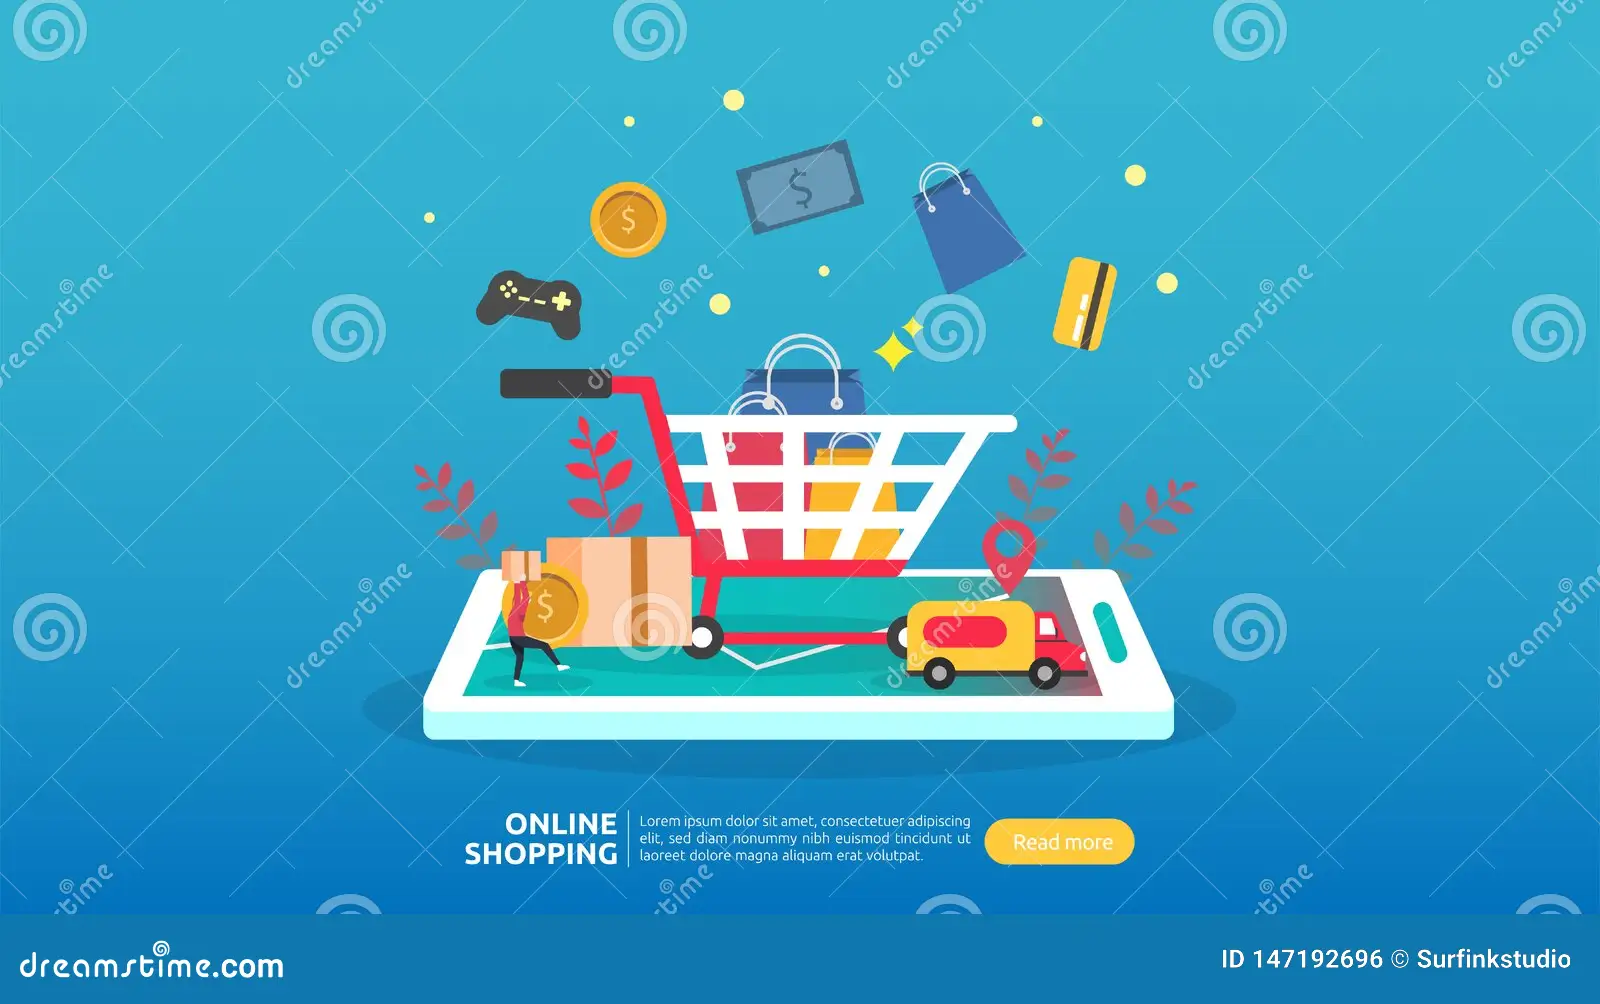 ONLINE
SHOPPING
Lorem ipsum dolor sit amet, consectetuer adipiscing
elit, sed diam nonummy nibh euismod tincidunt ut
laoreet dolore magna aliquam erat volutpat.
Read more
dreamstime.com
ID 147192696 © Surfinkstudio